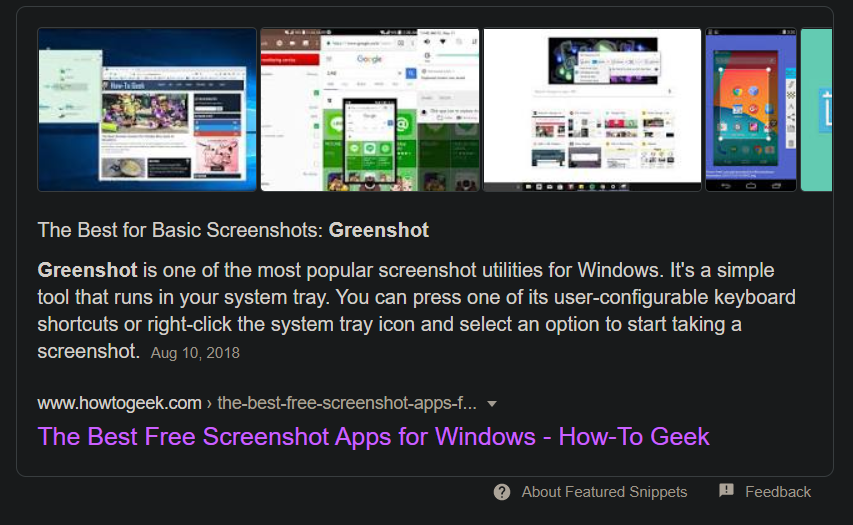 How-To Geek
Google
The Best for Basic Screenshots: Greenshot
Greenshot is one of the most popular screenshot utilities for Windows. It's a simple
tool that runs in your system tray. You can press one of its user-configurable keyboard
shortcuts or right-click the system tray icon and select an option to start taking a
screenshot. Aug 10, 2018
www.howtogeek.com › the-best-free-screenshot-apps-f...
The Best Free Screenshot Apps for Windows - How-To Geek
About Featured Snippets Feedback